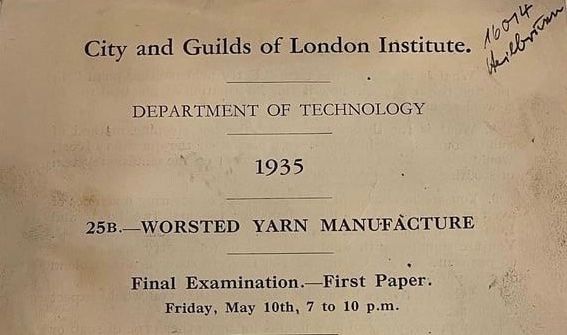 16014
City and Guilds of London Institute.
DEPARTMENT OF TECHNOLOGY
1935
25B.—WORSTED YARN MANUFACTURE
Final Examination.—First Paper.
Friday, May 10th, 7 to 10 p.m.